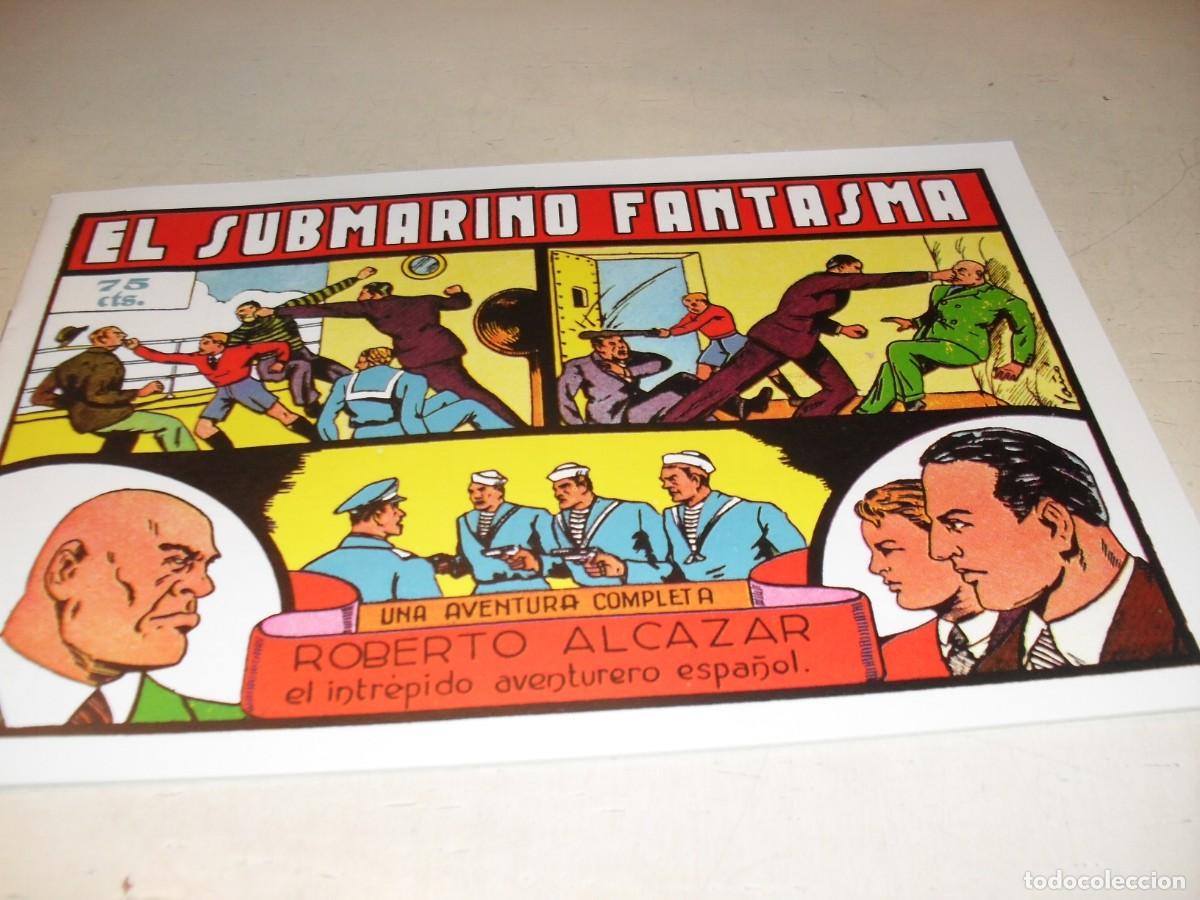 EL SUBMARINO FANTASMA
75
cts.
UNA AVENTURA COMPLETA
ROBERTO ALCAZAR
el intrépido aventurero español.
todocoleccion